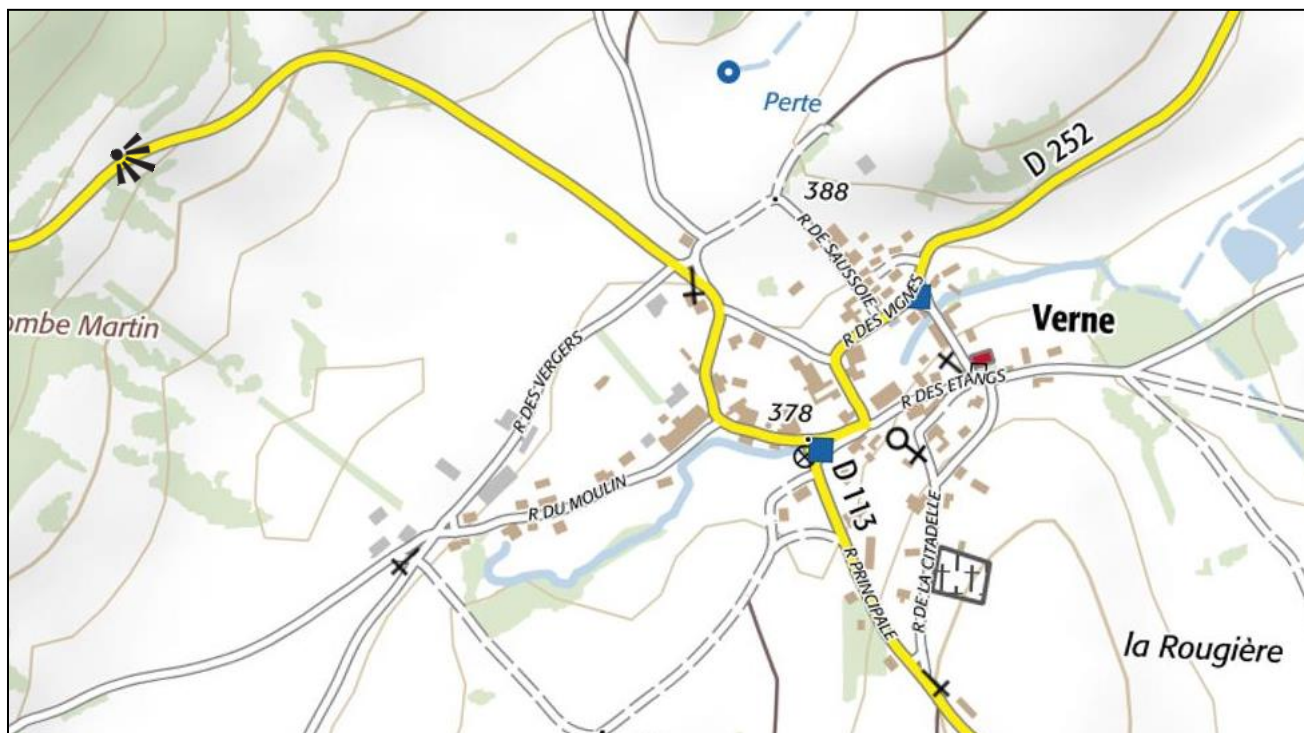 Perte
D 252
388
R DE SAUSSOIE
R DES VIGNES
Verne
ombe Martin
R DES VERGERS
R DES ETANGS
378
D 113
R DU MOULIN
R PRINCIPALE
R DE LA CITADELLE
la Rougière